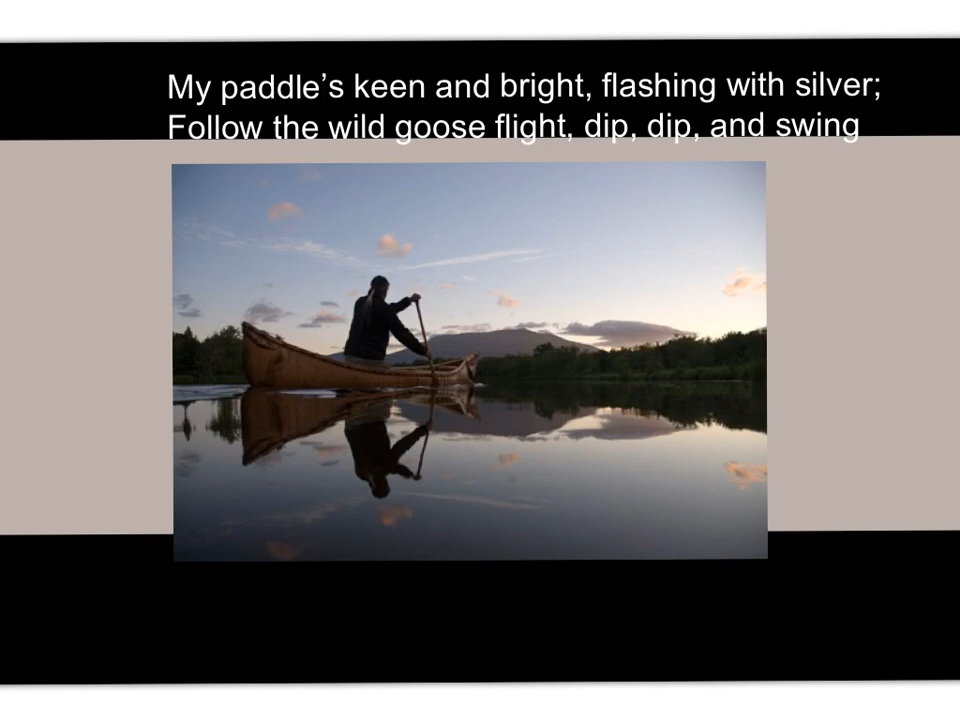 My paddle’s keen and bright, flashing with silver;
Follow the wild goose flight, dip, dip, and swing